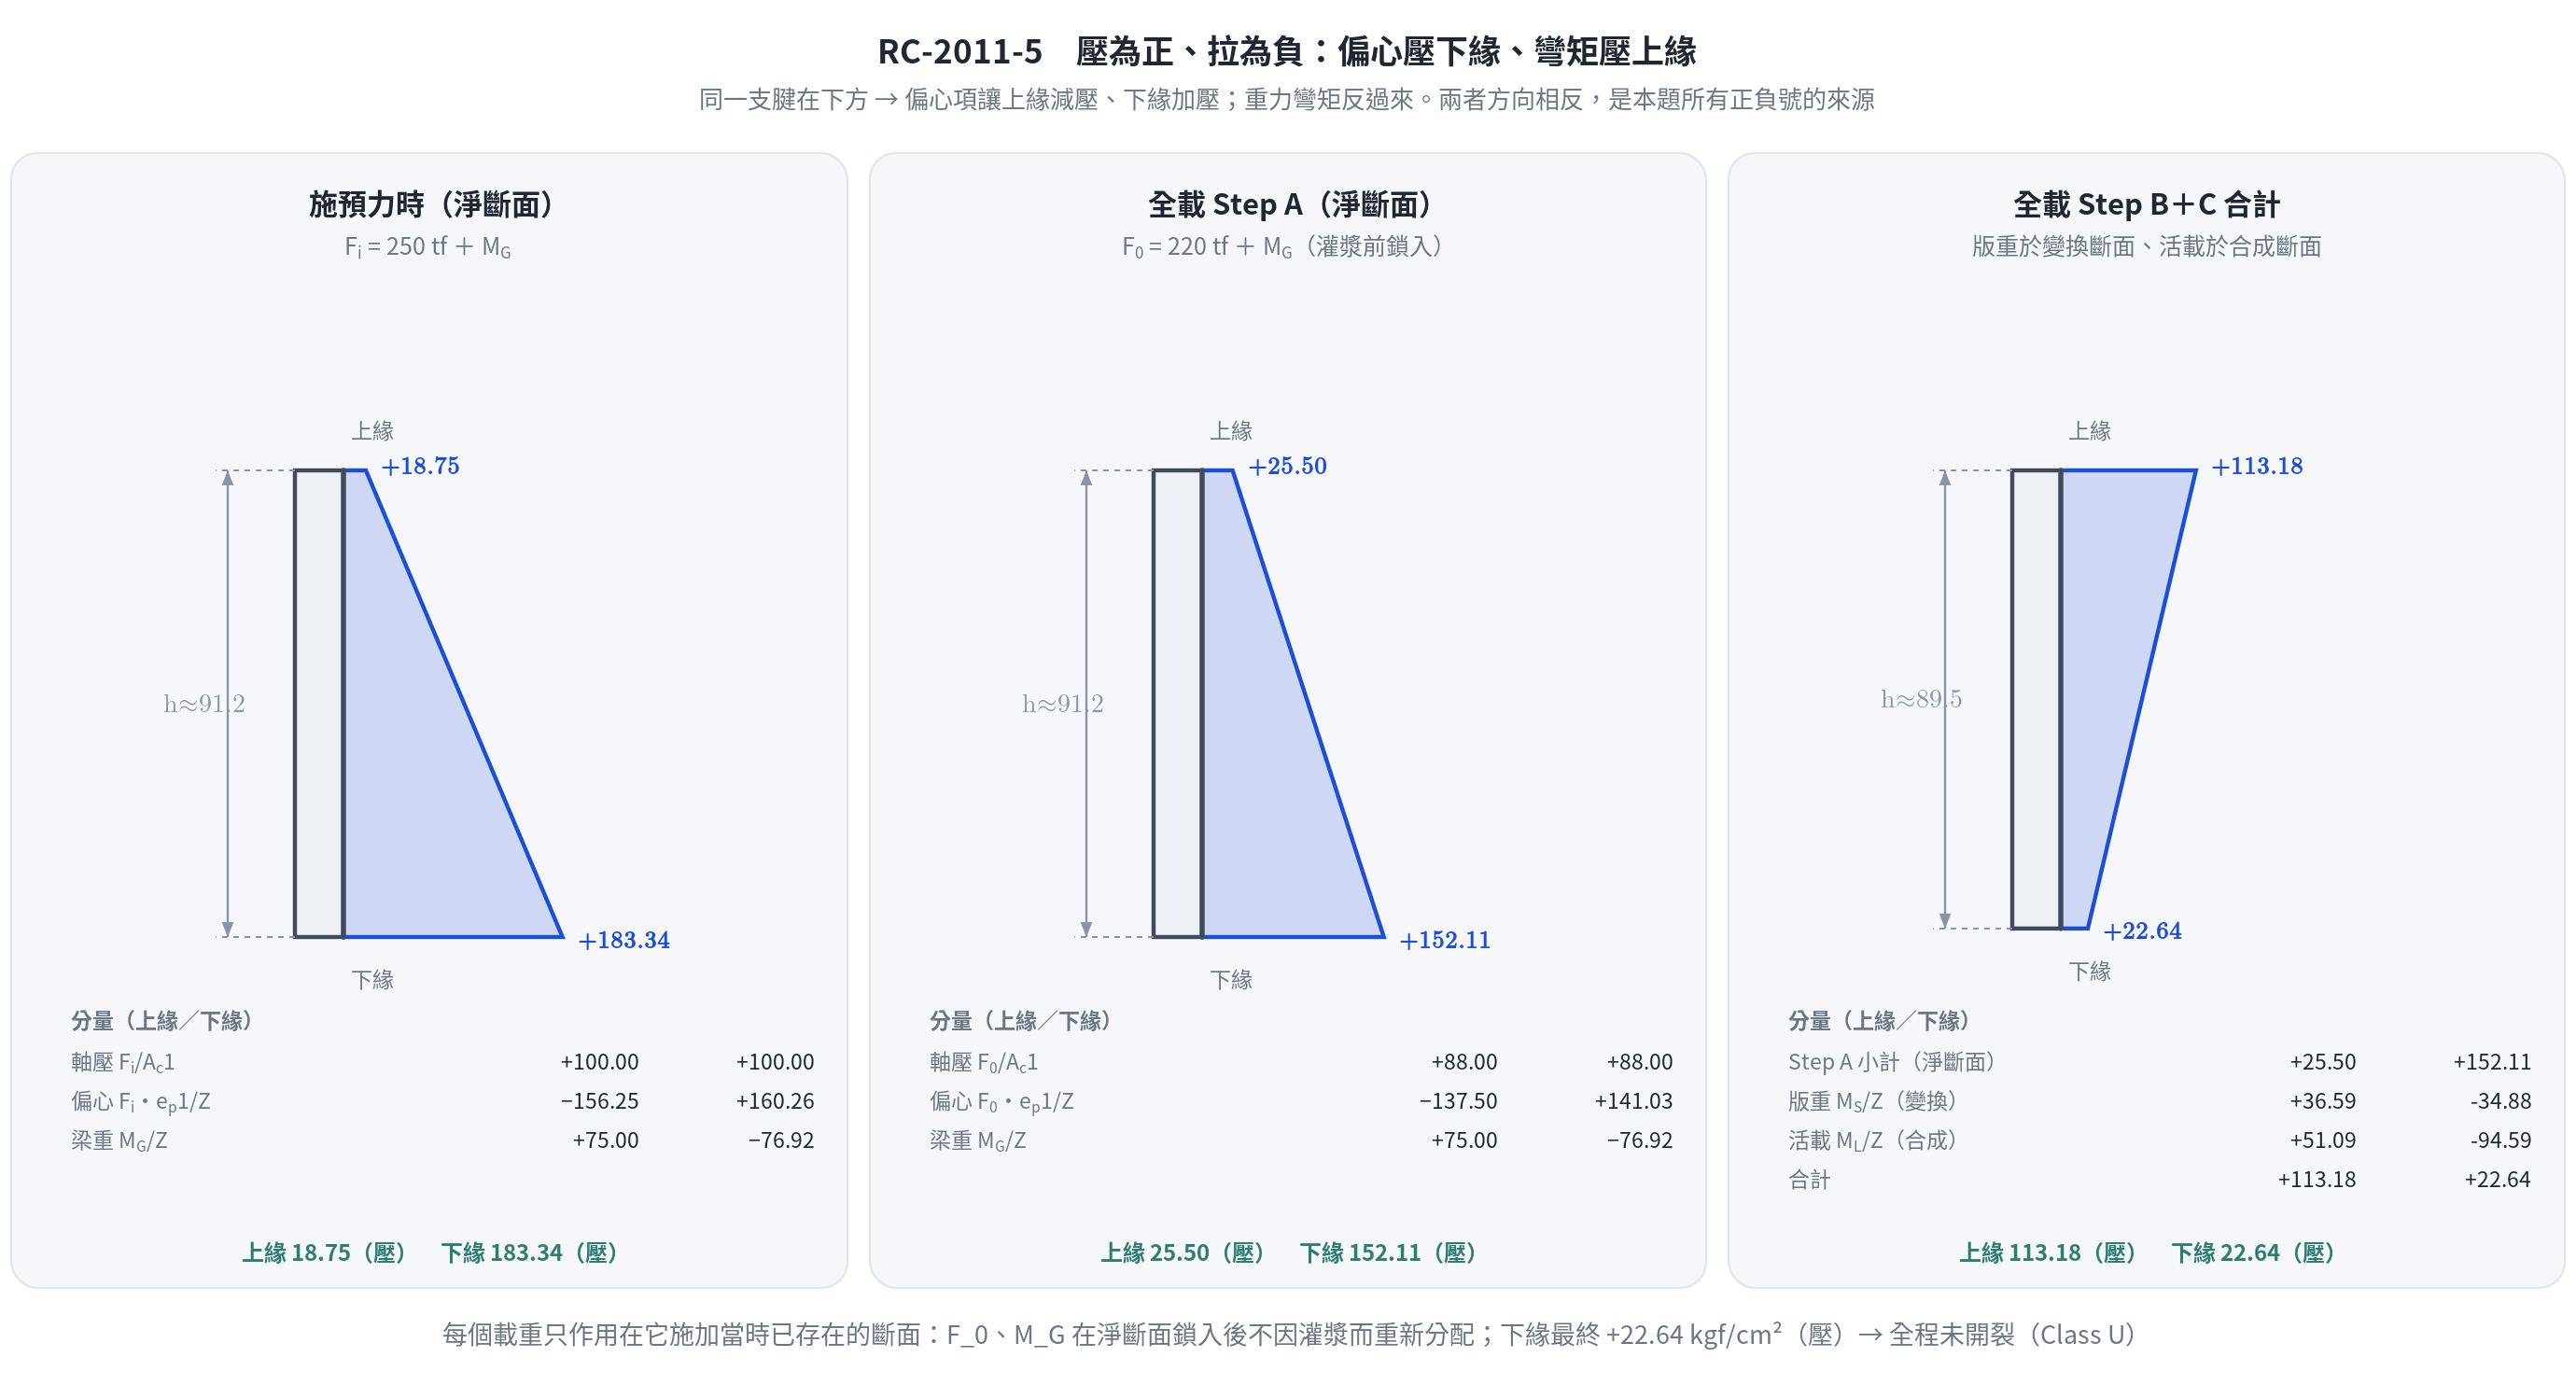 RC-2011-5　壓為正、拉為負：偏心壓下緣、彎矩壓上緣
同一支腱在下方 → 偏心項讓上緣減壓、下緣加壓；重力彎矩反過來。兩者方向相反，是本題所有正負號的來源
施預力時（淨斷面）
Fi = 250 tf ＋ MG
上緣
+18.75
h≈91.2
+183.34
下緣
分量（上緣／下緣）
軸壓 Fi/Ac1 +100.00 +100.00
偏心 Fi・ep1/Z −156.25 +160.26
梁重 MG/Z +75.00 −76.92
上緣 18.75（壓） 下緣 183.34（壓）
全載 Step A（淨斷面）
F0 = 220 tf ＋ MG（灌漿前鎖入）
上緣
+25.50
h≈91.2
+152.11
下緣
分量（上緣／下緣）
軸壓 F0/Ac1 +88.00 +88.00
偏心 F0・ep1/Z −137.50 +141.03
梁重 MG/Z +75.00 −76.92
上緣 25.50（壓） 下緣 152.11（壓）
全載 Step B＋C 合計
版重於變換斷面、活載於合成斷面
上緣
+113.18
h≈89.5
+22.64
下緣
分量（上緣／下緣）
Step A 小計（淨斷面） +25.50 +152.11
版重 MS/Z（變換） +36.59 -34.88
活載 ML/Z（合成） +51.09 -94.59
合計 +113.18 +22.64
上緣 113.18（壓） 下緣 22.64（壓）
每個載重只作用在它施加當時已存在的斷面：F_0、M_G 在淨斷面鎖入後不因灌漿而重新分配；下緣最終 +22.64 kgf/cm²（壓）→ 全程未開裂（Class U）